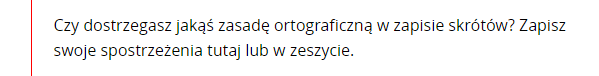 Czy dostrzegasz jakąś zasadę ortograficzną w zapisie skrótów? Zapisz
swoje spostrzeżenia tutaj lub w zeszycie.